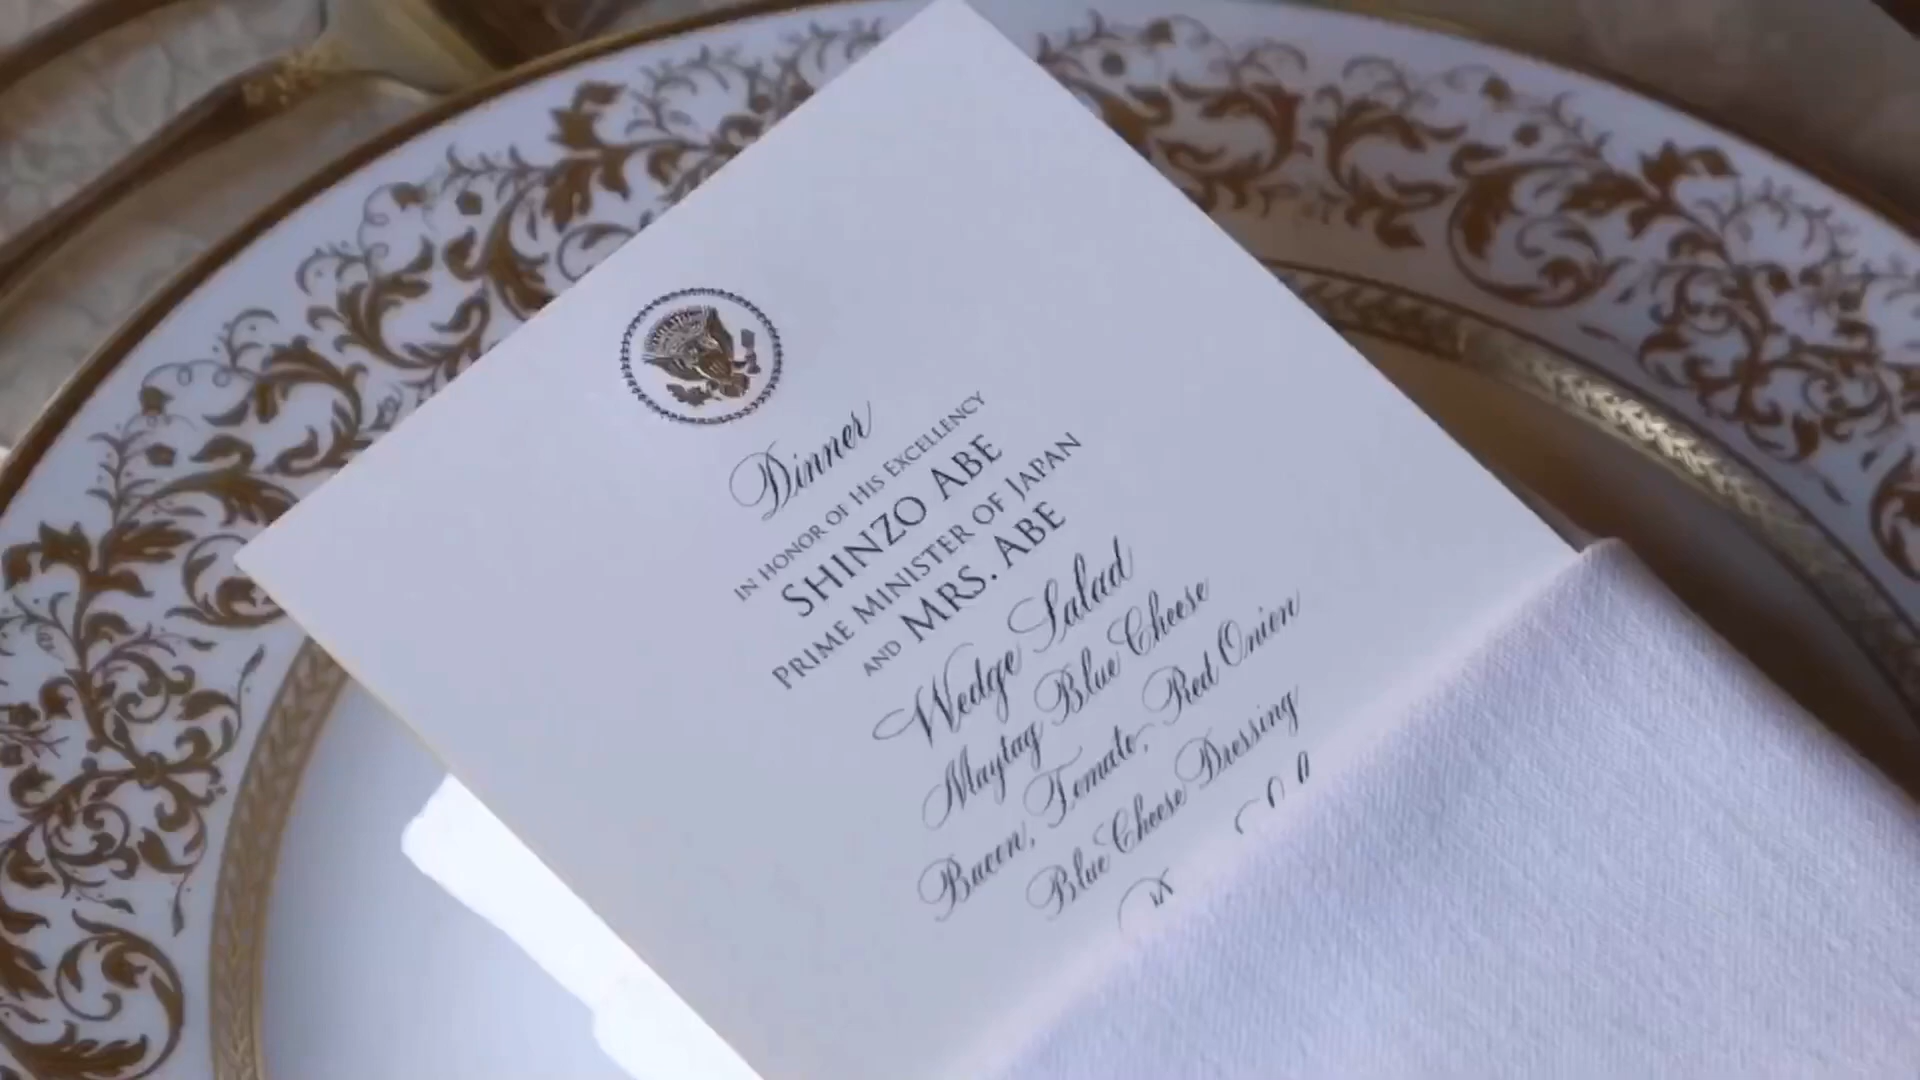 Dinner
IN HONOR OF HIS EXCELLENCY
SHINZO ABE
PRIME MINISTER OF JAPAN
AND MRS. ABE
Wedge Salad
Maytag Blue Cheese
Bacon, Tomato, Red Onion
Blue Cheese Dressing